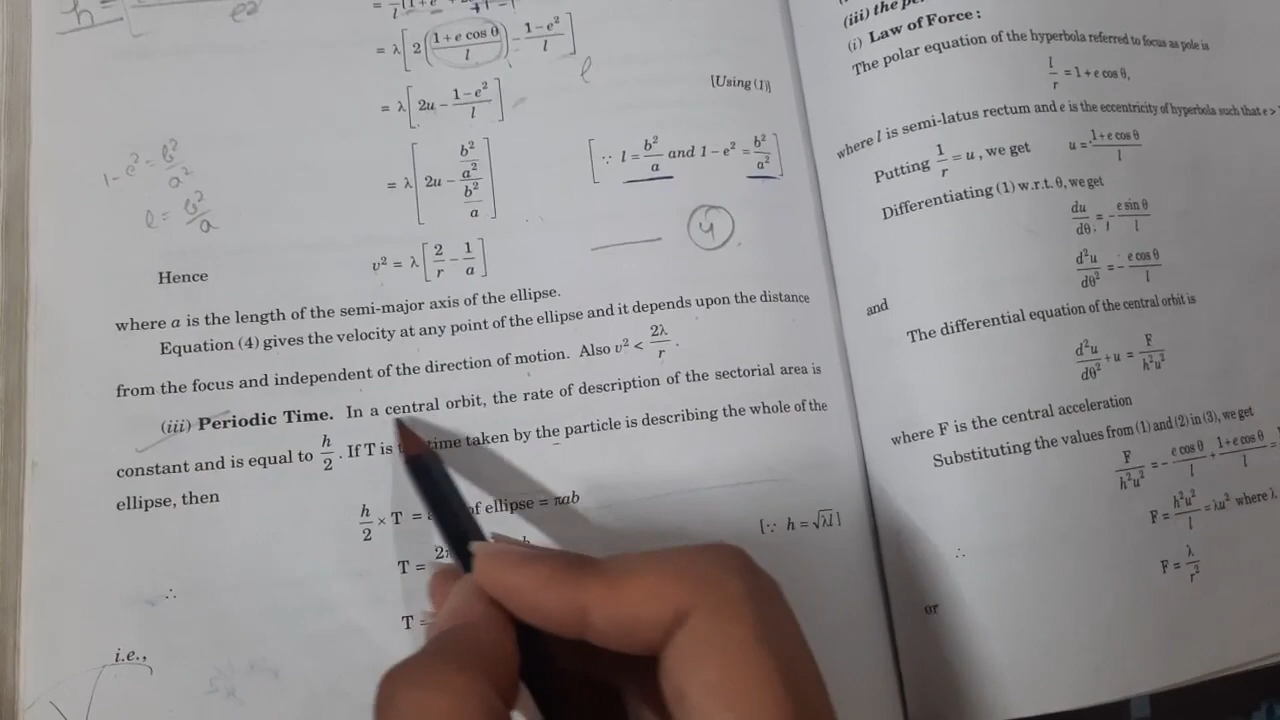 h =
e2
= λ[2((1+e cos θ)/l) − (1−e²)/l]
l
[Using (1)]
= λ[2u − (1−e²)/l]
1−e² = b²/a²
l = b²/a
= λ[2u − (b²/a²)/(b²/a)]
[∵ l = b²/a and 1−e² = b²/a²]
4
Hence v² = λ[2/r − 1/a]
where a is the length of the semi-major axis of the ellipse.
Equation (4) gives the velocity at any point of the ellipse and it depends upon the distance
from the focus and independent of the direction of motion. Also v² < 2λ/r.
(iii) Periodic Time. In a central orbit, the rate of description of the sectorial area is
constant and is equal to h/2. If T is time taken by the particle is describing the whole of the
ellipse, then
h/2 × T = of ellipse = πab
[∵ h = √λl]
∴ T =
T =
i.e.,
(iii) the
(i) Law of Force :
The polar equation of the hyperbola referred to focus as pole is
l/r = 1 + e cos θ,
where l is semi-latus rectum and e is the eccentricity of hyperbola such that e >
Putting 1/r = u, we get u = (1+e cos θ)/l
Differentiating (1) w.r.t. θ, we get
du/dθ = −(e sin θ)/l
and d²u/dθ² = −(e cos θ)/l
The differential equation of the central orbit is
d²u/dθ² + u = F/(h²u²)
where F is the central acceleration
Substituting the values from (1) and (2) in (3), we get
F/(h²u²) = −(e cos θ)/l + (1+e cos θ)/l =
∴ F = h²u²/l = λu² where λ
or F = λ/r²